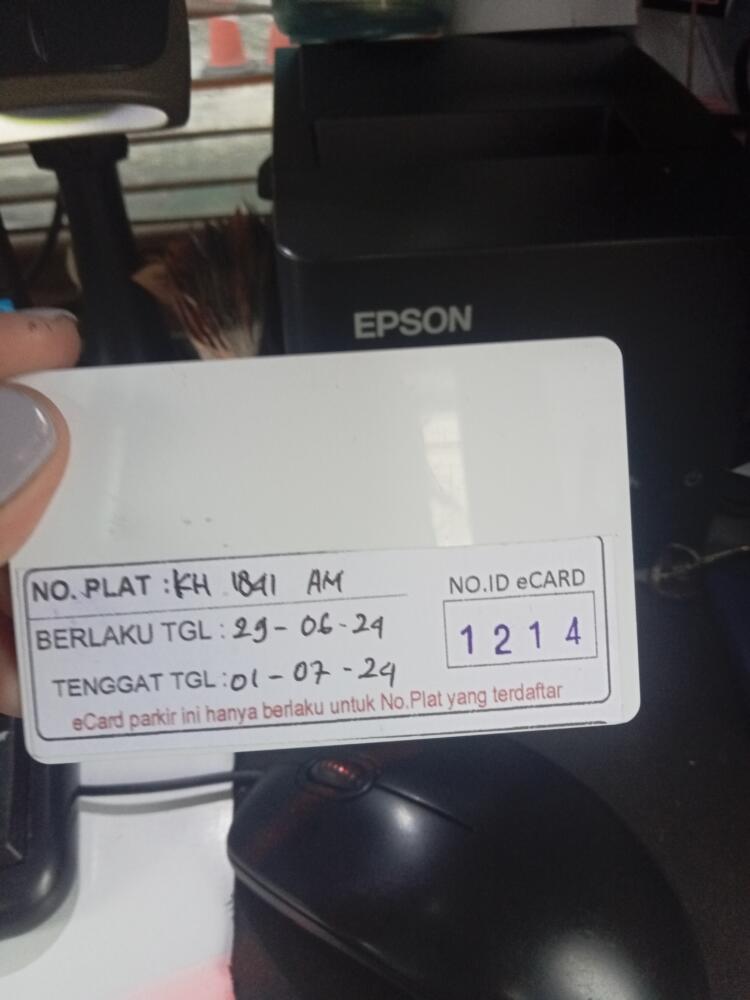 EPSON
NO. PLAT : KH 1841 AM
BERLAKU TGL : 29 - 06 - 24
TENGGAT TGL : 01 - 07 - 24
NO.ID eCARD
1 2 1 4
eCard parkir ini hanya berlaku untuk No.Plat yang terdaftar